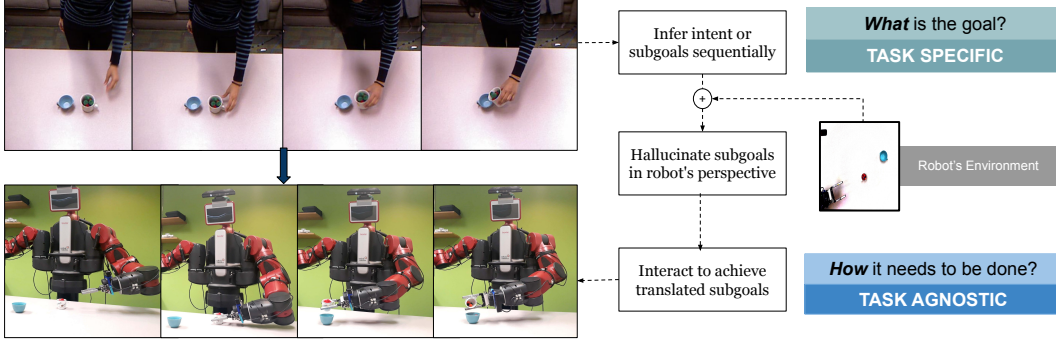 Infer intent or
subgoals sequentially
What is the goal?
TASK SPECIFIC
+
Hallucinate subgoals
in robot's perspective
Robot's Environment
Interact to achieve
translated subgoals
How it needs to be done?
TASK AGNOSTIC